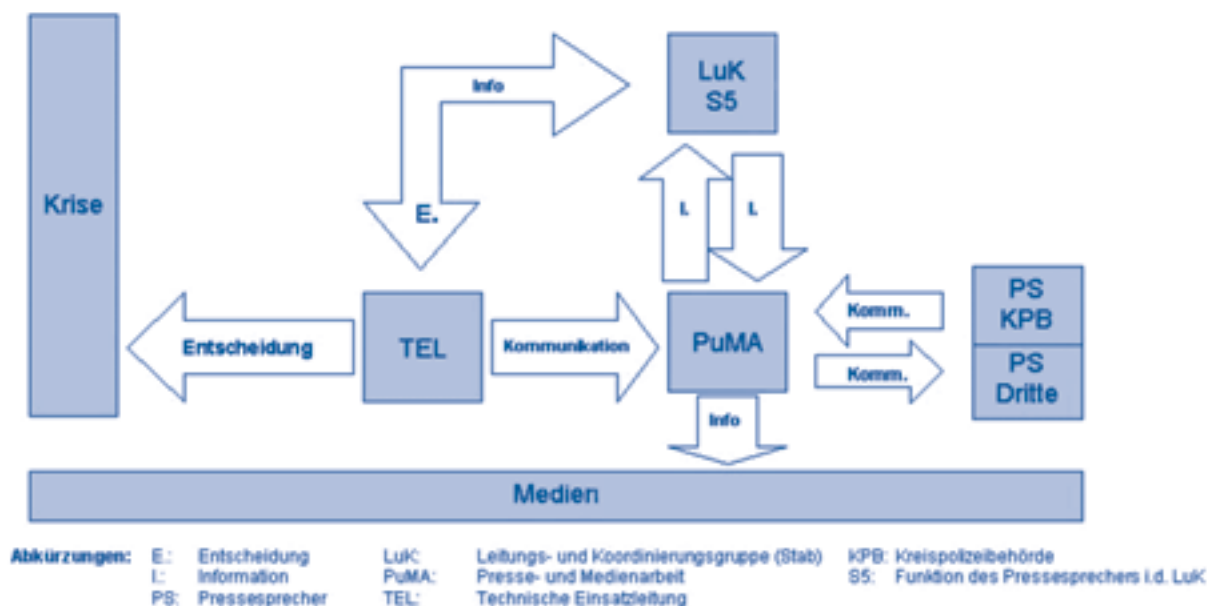 Krise
Info
E.
LuK
S5
I.
I.
Entscheidung
TEL
Kommunikation
PuMA
Komm.
Komm.
PS
KPB
PS
Dritte
Info
Medien
Abkürzungen: E.: Entscheidung LuK: Leitungs- und Koordinierungsgruppe (Stab) KPB: Kreispolizeibehörde
I.: Information PuMA: Presse- und Medienarbeit S5: Funktion des Pressesprechers i.d. LuK
PS: Pressesprecher TEL: Technische Einsatzleitung